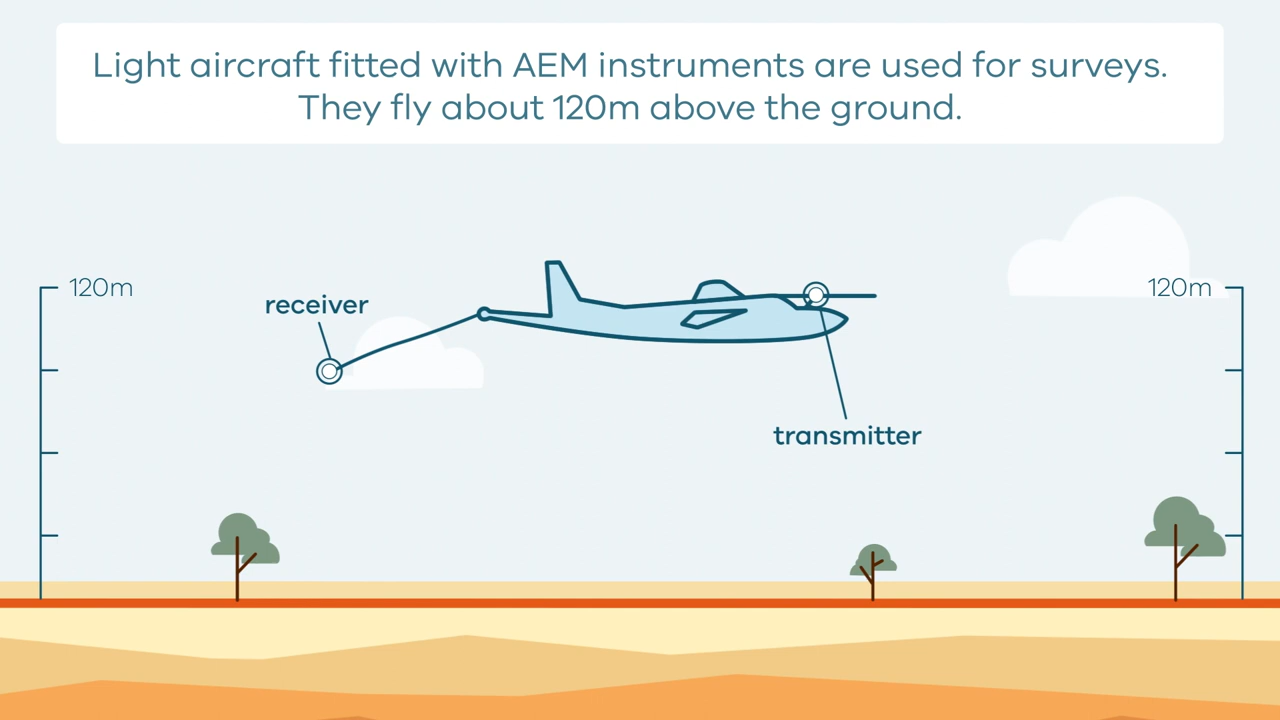 Light aircraft fitted with AEM instruments are used for surveys.
They fly about 120m above the ground.
120m
120m
receiver
transmitter